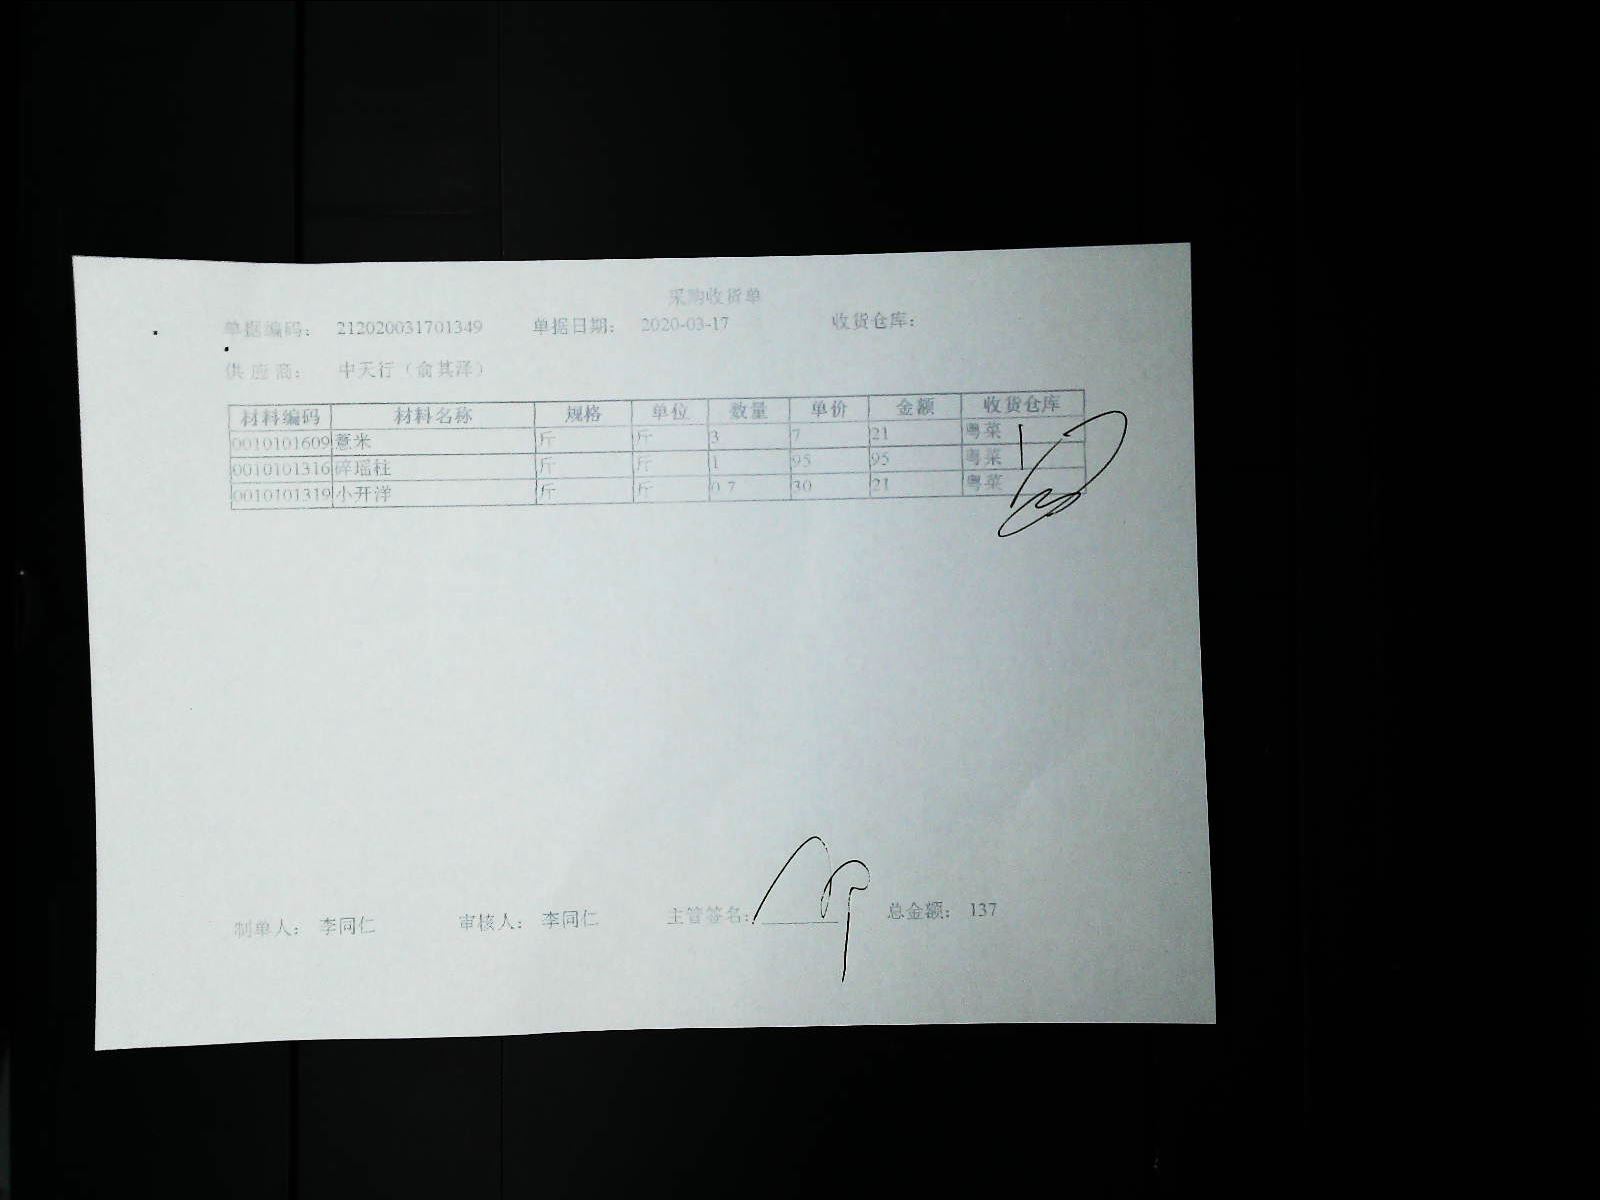 采购收货单
单据编码： 212020031701349 单据日期： 2020-03-17 收货仓库：
供应商： 中天行（俞其洋）
材料编码 材料名称 规格 单位 数量 单价 金额 收货仓库
0010101609 薏米 斤 斤 3 7 21 粤菜
0010101316 碎瑶柱 斤 斤 1 95 95 粤菜
0010101319 小开洋 斤 斤 0.7 30 21 粤菜
制单人： 李同仁 审核人： 李同仁 主管签名： 总金额： 137